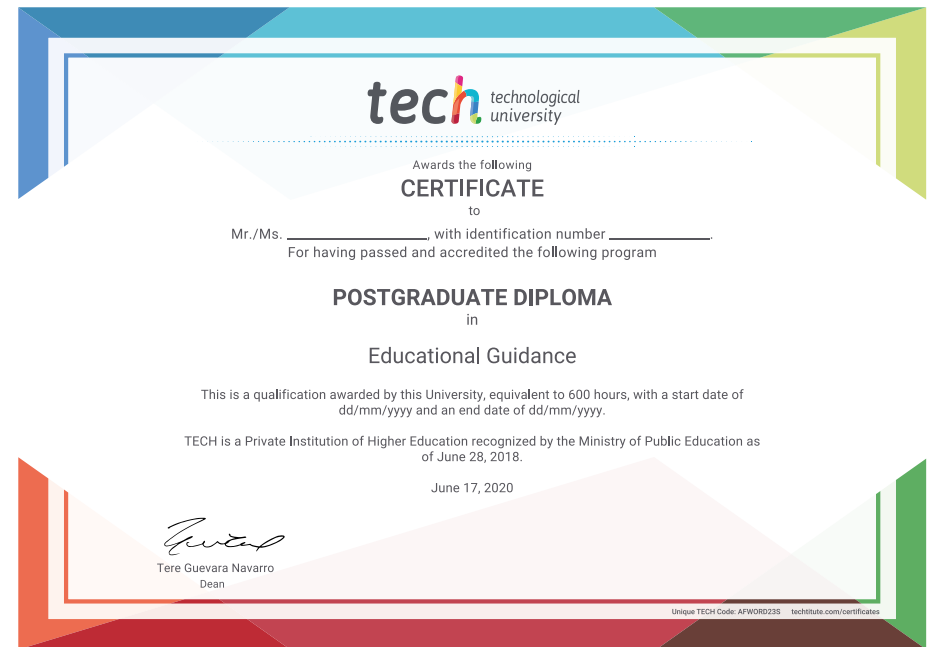 tech technological
university
Awards the following
CERTIFICATE
to
Mr./Ms. ____________________, with identification number ______________.
For having passed and accredited the following program
POSTGRADUATE DIPLOMA
in
Educational Guidance
This is a qualification awarded by this University, equivalent to 600 hours, with a start date of
dd/mm/yyyy and an end date of dd/mm/yyyy.
TECH is a Private Institution of Higher Education recognized by the Ministry of Public Education as
of June 28, 2018.
June 17, 2020
Tere Guevara Navarro
Dean
Unique TECH Code: AFWORD23S techtitute.com/certificates